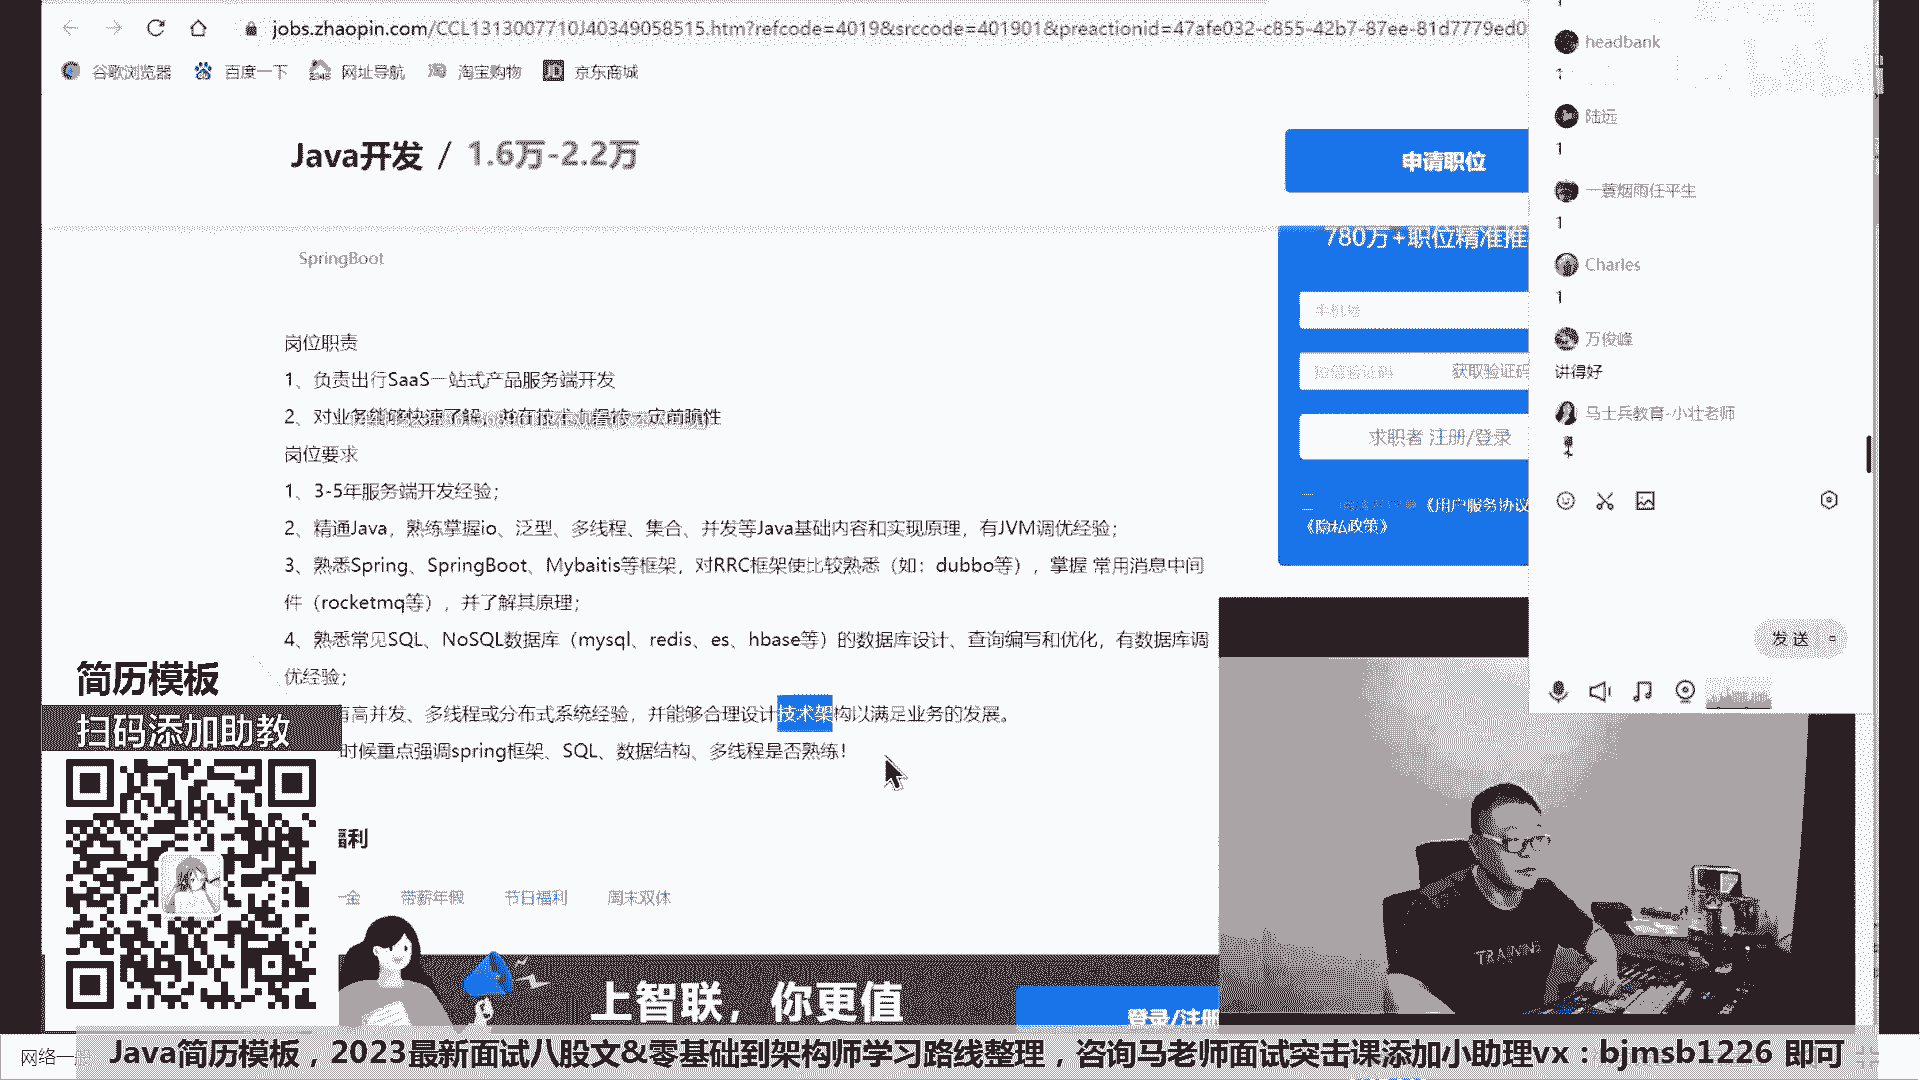 jobs.zhaopin.com/CCL1313007710J40349058515.htm?refcode=4019&srccode=401901&preactionid=47afe032-c855-42b7-87ee-81d7779ed0
谷歌浏览器 百度一下 网址导航 淘宝购物 京东商城
Java开发 / 1.6万-2.2万
申请职位
SpringBoot
780万+职位精准推
手机号
短信验证码 获取验证码
求职者 注册/登录
《用户服务协议
《隐私政策》
岗位职责
1、负责出行SaaS一站式产品服务端开发
2、对业务能够快速了解，并在技术上保持一定前瞻性
岗位要求
1、3-5年服务端开发经验；
2、精通Java，熟练掌握io、泛型、多线程、集合、并发等Java基础内容和实现原理，有JVM调优经验；
3、熟悉Spring、SpringBoot、Mybaitis等框架，对RRC框架使比较熟悉（如：dubbo等），掌握 常用消息中间
件（rocketmq等），并了解其原理；
4、熟悉常见SQL、NoSQL数据库（mysql、redis、es、hbase等）的数据库设计、查询编写和优化，有数据库调
优经验；
有高并发、多线程或分布式系统经验，并能够合理设计技术架构以满足业务的发展。
时候重点强调spring框架、SQL、数据结构、多线程是否熟练！
福利
一金 带薪年假 节日福利 周末双休
上智联，你更值
登录/注册
headbank
1
陆远
1
一蓑烟雨任平生
1
Charles
1
万俊峰
讲得好
马士兵教育-小壮老师
发送
TRAINING
简历模板
扫码添加助教
网络一
Java简历模板，2023最新面试八股文&零基础到架构师学习路线整理，咨询马老师面试突击课添加小助理vx：bjmsb1226 即可